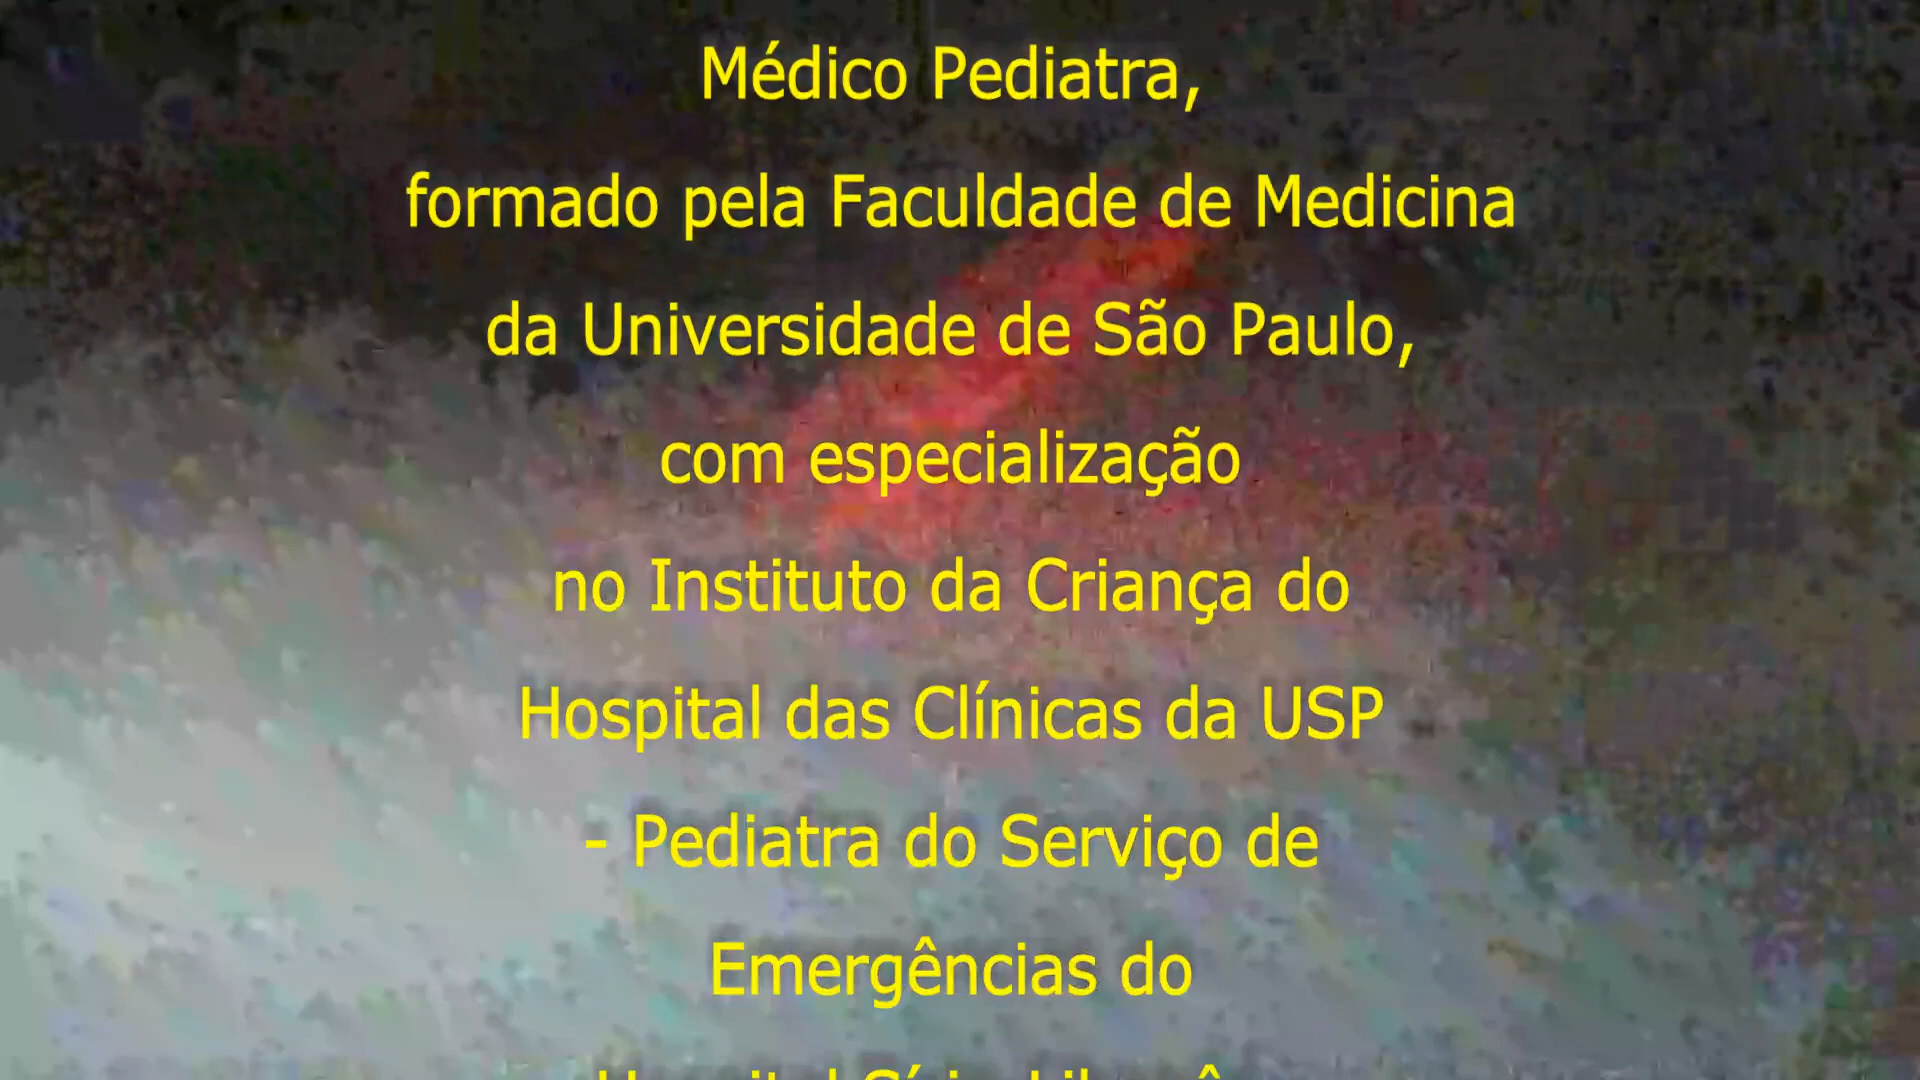 Médico Pediatra,
formado pela Faculdade de Medicina
da Universidade de São Paulo,
com especialização
no Instituto da Criança do
Hospital das Clínicas da USP
- Pediatra do Serviço de
Emergências do